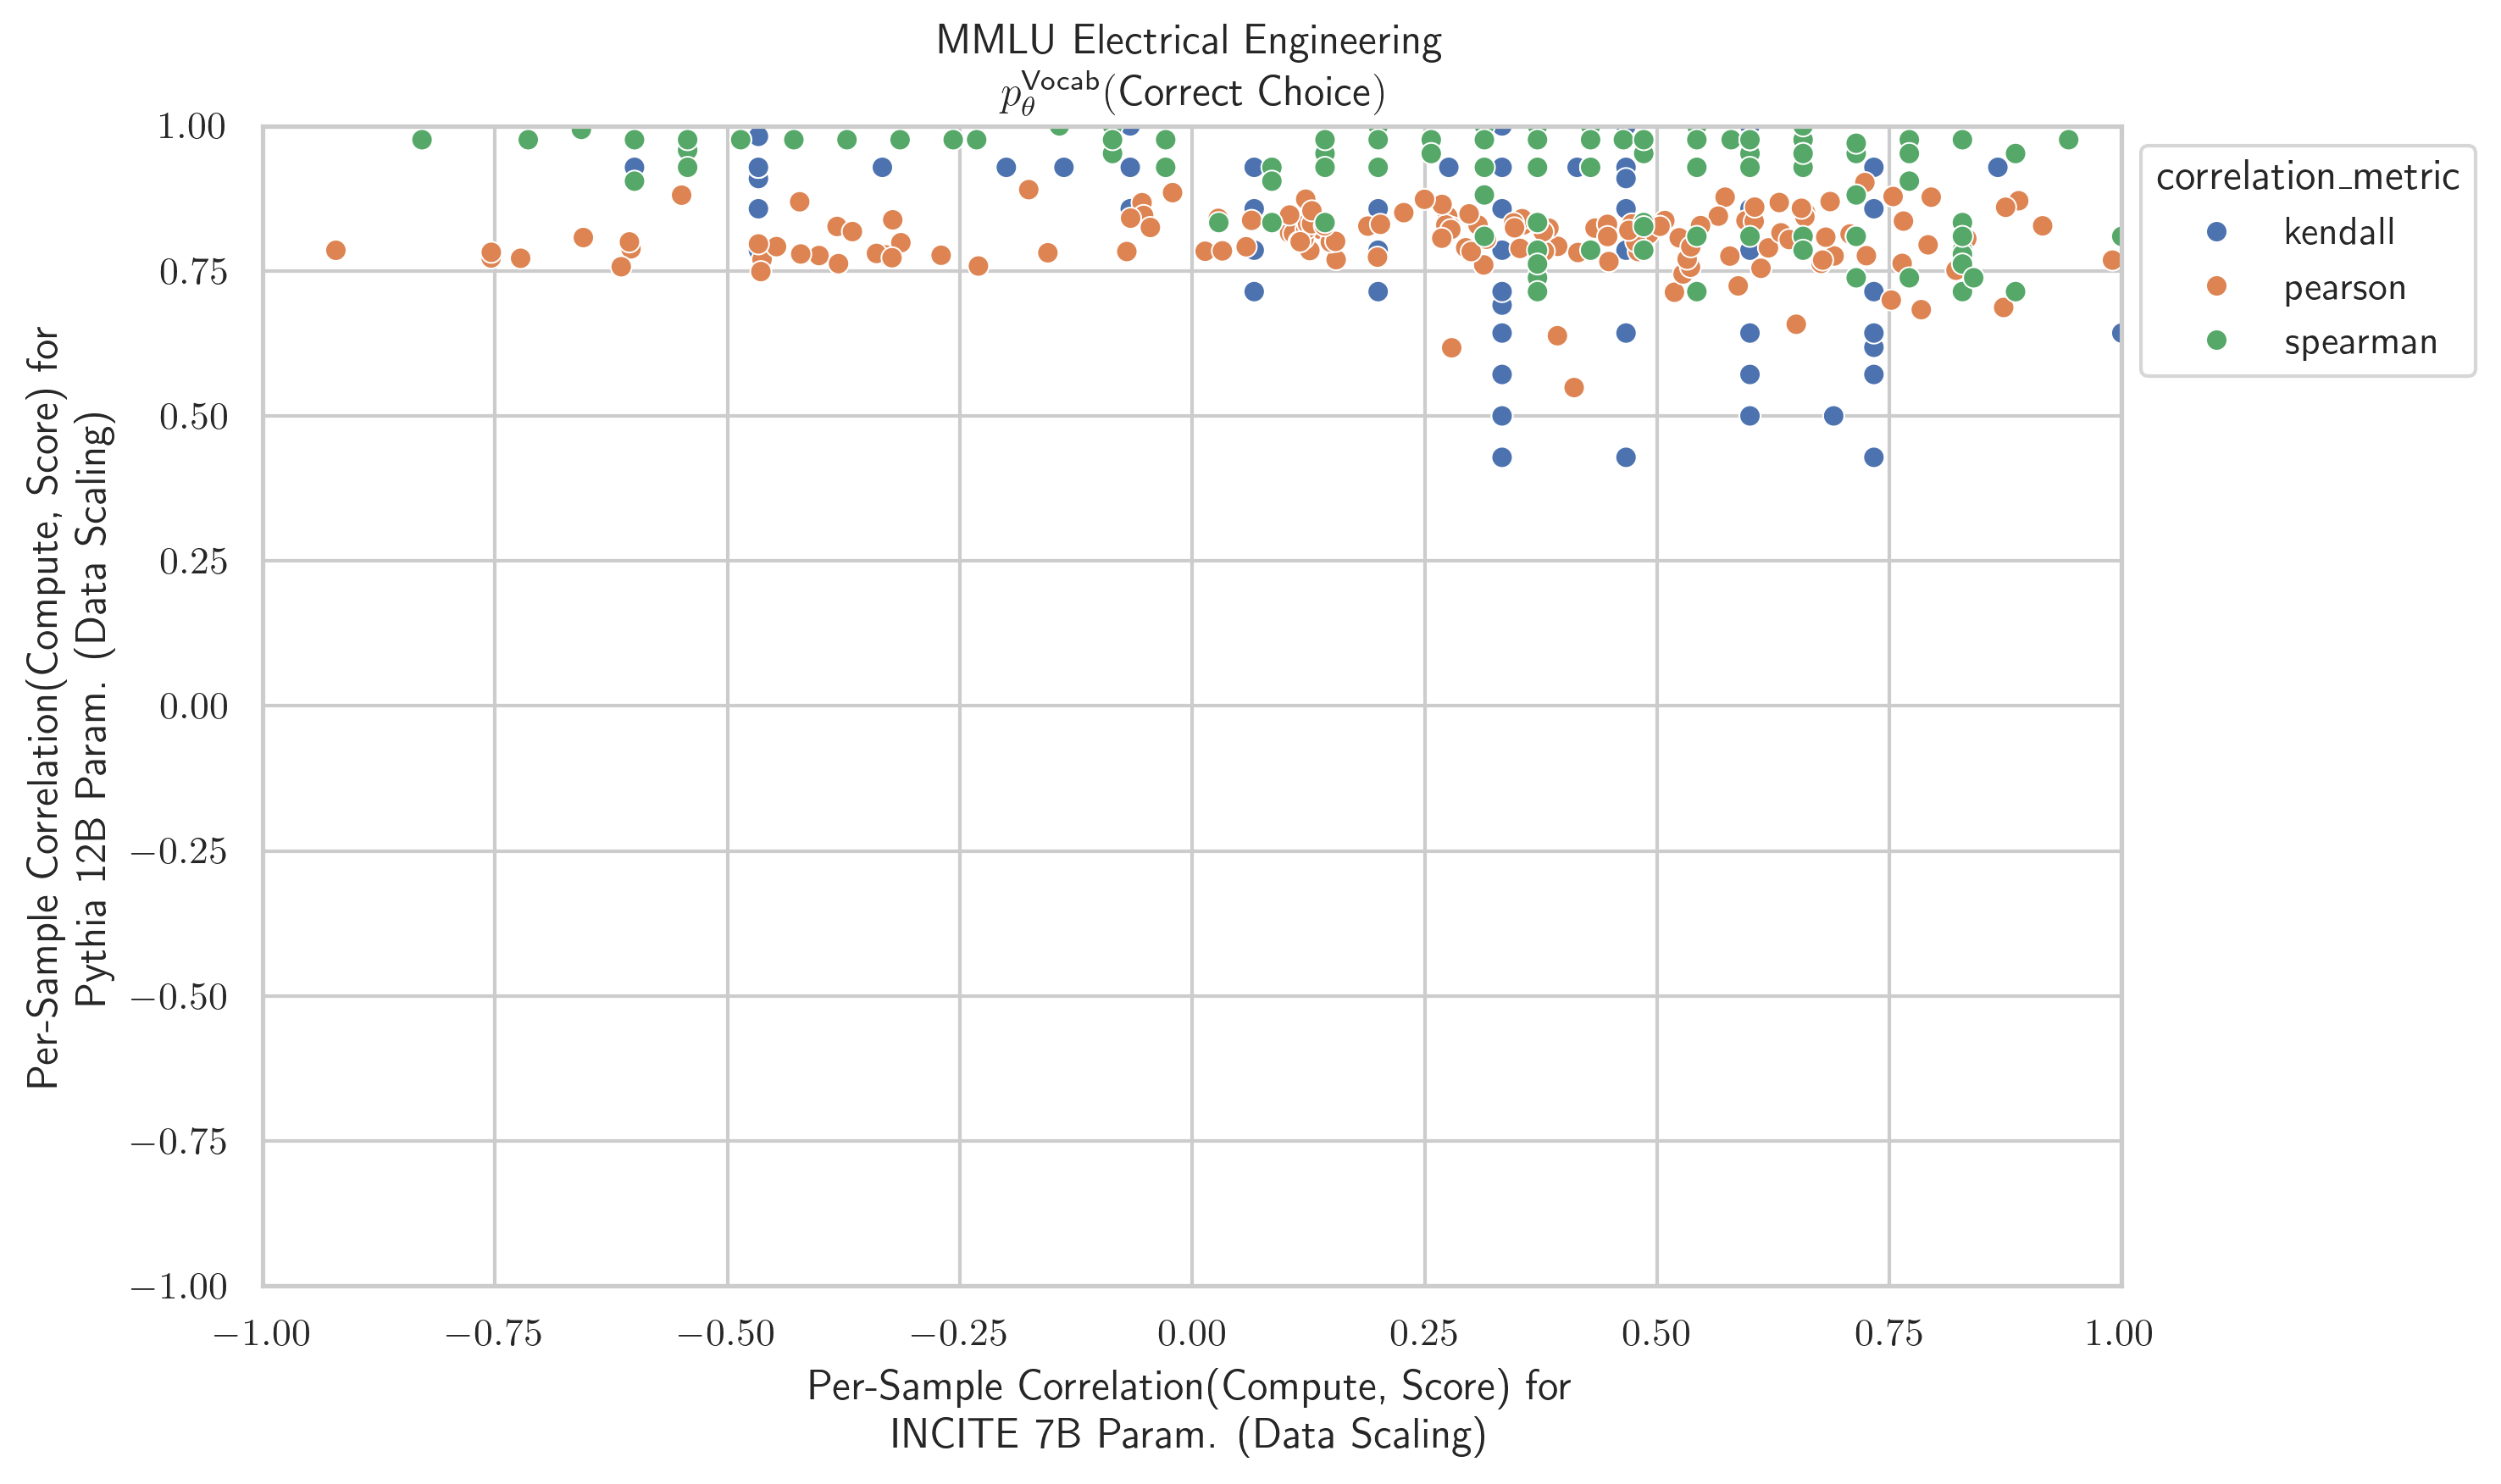 MMLU Electrical Engineering
p_θ^Vocab(Correct Choice)
1.00
0.75
0.50
0.25
0.00
−0.25
−0.50
−0.75
−1.00
Per-Sample Correlation(Compute, Score) for
Pythia 12B Param. (Data Scaling)
correlation_metric
kendall
pearson
spearman
−1.00 −0.75 −0.50 −0.25 0.00 0.25 0.50 0.75 1.00
Per-Sample Correlation(Compute, Score) for
INCITE 7B Param. (Data Scaling)